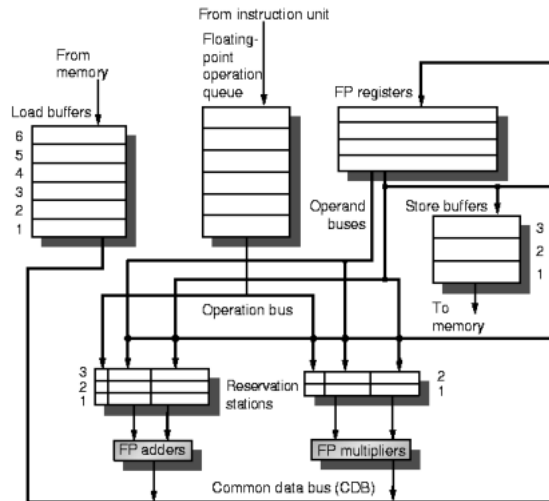 From instruction unit
From
memory
Floating-
point
operation
queue
FP registers
Load buffers
6
5
4
3
2
1
Operand
buses
Store buffers
3
2
1
Operation bus
To
memory
3
2
1
Reservation
stations
2
1
FP adders
FP multipliers
Common data bus (CDB)